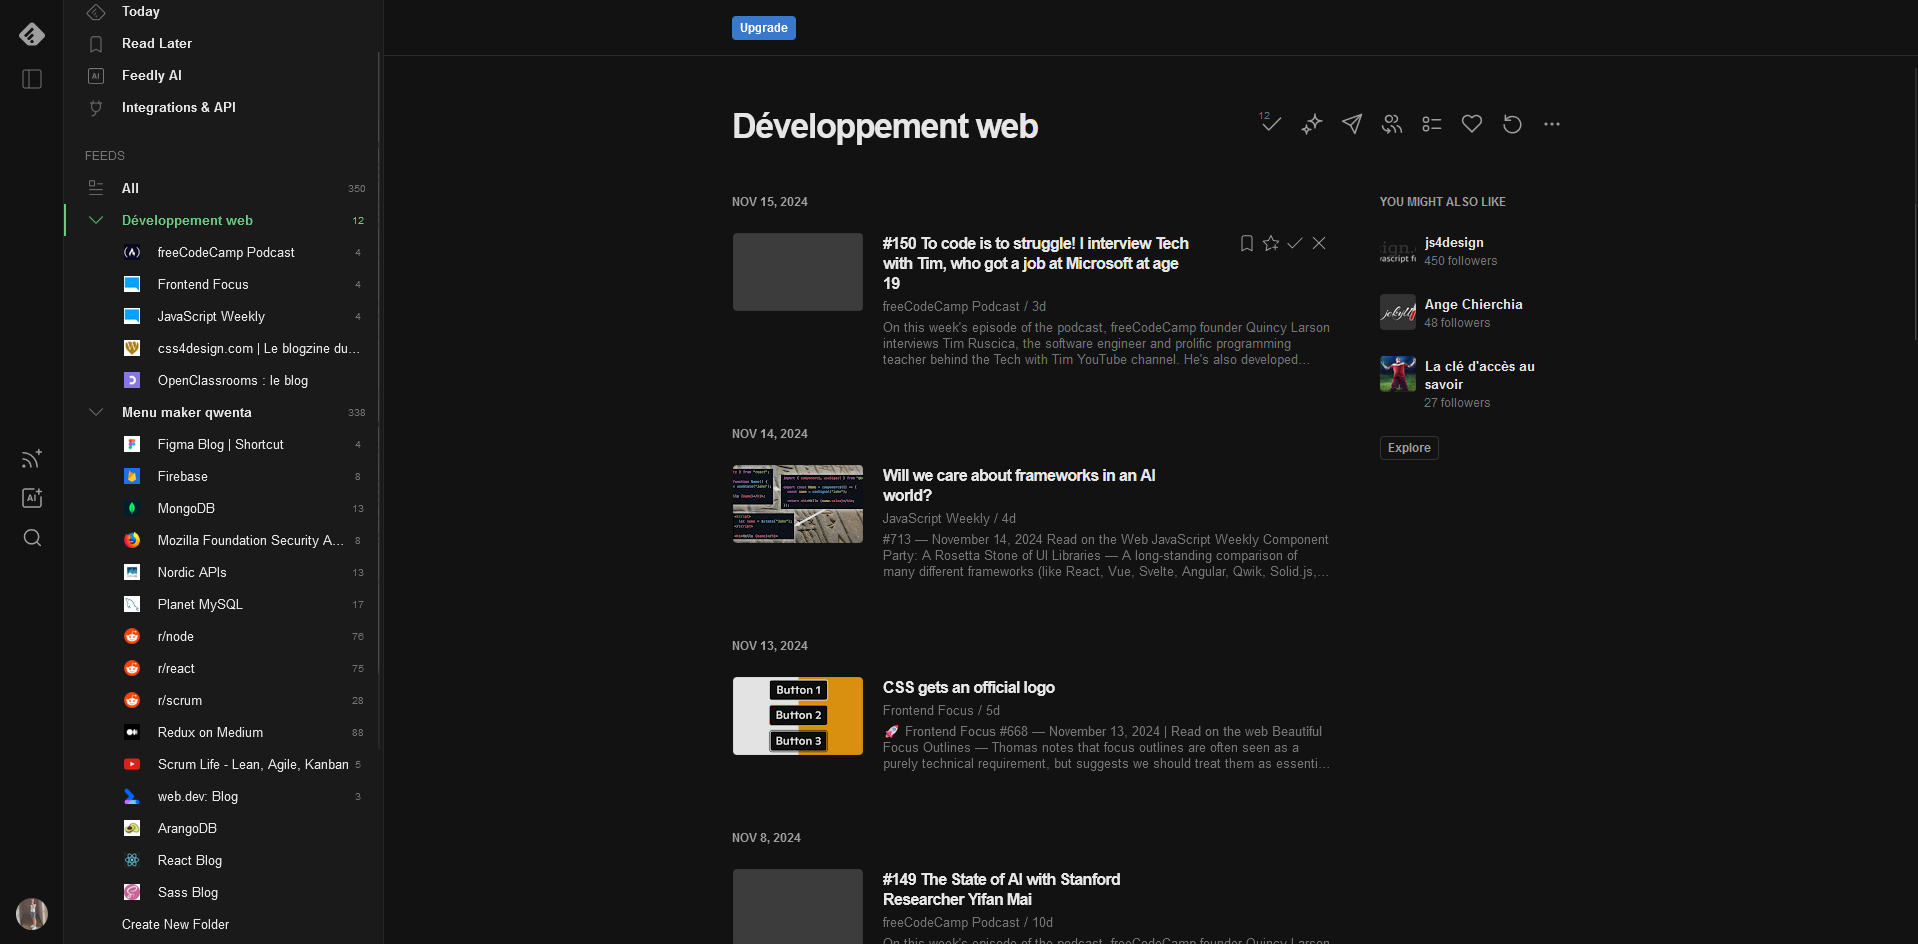 Today
Read Later
AI
Feedly AI
Integrations & API
FEEDS
All 350
Développement web 12
freeCodeCamp Podcast 4
Frontend Focus 4
JavaScript Weekly 4
css4design.com | Le blogzine du...
OpenClassrooms : le blog
Menu maker qwenta 338
Figma Blog | Shortcut 4
Firebase 8
MongoDB 13
Mozilla Foundation Security A... 8
Nordic APIs 13
Planet MySQL 17
r/node 76
r/react 75
r/scrum 28
Redux on Medium 88
Scrum Life - Lean, Agile, Kanban 5
web.dev: Blog 3
ArangoDB
React Blog
Sass Blog
Create New Folder
AI
Upgrade
Développement web
12
NOV 15, 2024
#150 To code is to struggle! I interview Tech
with Tim, who got a job at Microsoft at age
19
freeCodeCamp Podcast / 3d
On this week's episode of the podcast, freeCodeCamp founder Quincy Larson
interviews Tim Ruscica, the software engineer and prolific programming
teacher behind the Tech with Tim YouTube channel. He's also developed...
NOV 14, 2024
Will we care about frameworks in an AI
world?
JavaScript Weekly / 4d
#713 — November 14, 2024 Read on the Web JavaScript Weekly Component
Party: A Rosetta Stone of UI Libraries — A long-standing comparison of
many different frameworks (like React, Vue, Svelte, Angular, Qwik, Solid.js,...
NOV 13, 2024
Button 1
Button 2
Button 3
CSS gets an official logo
Frontend Focus / 5d
🚀 Frontend Focus #668 — November 13, 2024 | Read on the web Beautiful
Focus Outlines — Thomas notes that focus outlines are often seen as a
purely technical requirement, but suggests we should treat them as essenti...
NOV 8, 2024
#149 The State of AI with Stanford
Researcher Yifan Mai
freeCodeCamp Podcast / 10d
On this week's episode of the podcast, freeCodeCamp founder Quincy Larson
YOU MIGHT ALSO LIKE
js4design
450 followers
jekyll
Ange Chierchia
48 followers
La clé d'accès au
savoir
27 followers
Explore